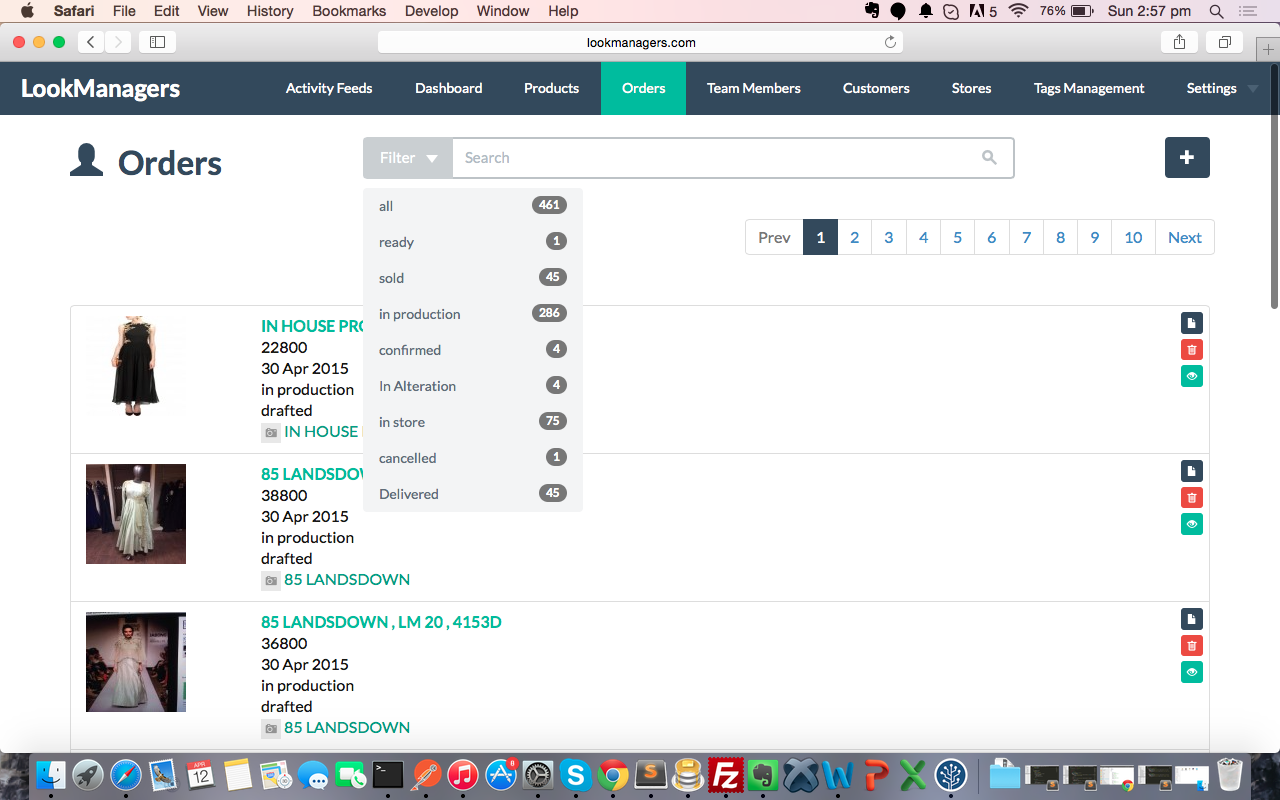 Safari File Edit View History Bookmarks Develop Window Help 5 76% Sun 2:57 pm
lookmanagers.com
LookManagers Activity Feeds Dashboard Products Orders Team Members Customers Stores Tags Management Settings
Orders Filter Search
all 461
ready 1
sold 45
in production 286
confirmed 4
In Alteration 4
in store 75
cancelled 1
Delivered 45
Prev 1 2 3 4 5 6 7 8 9 10 Next
IN HOUSE PRO
22800
30 Apr 2015
in production
drafted
IN HOUSE
85 LANDSDOW
38800
30 Apr 2015
in production
drafted
85 LANDSDOWN
85 LANDSDOWN , LM 20 , 4153D
36800
30 Apr 2015
in production
drafted
85 LANDSDOWN
APR
12
8